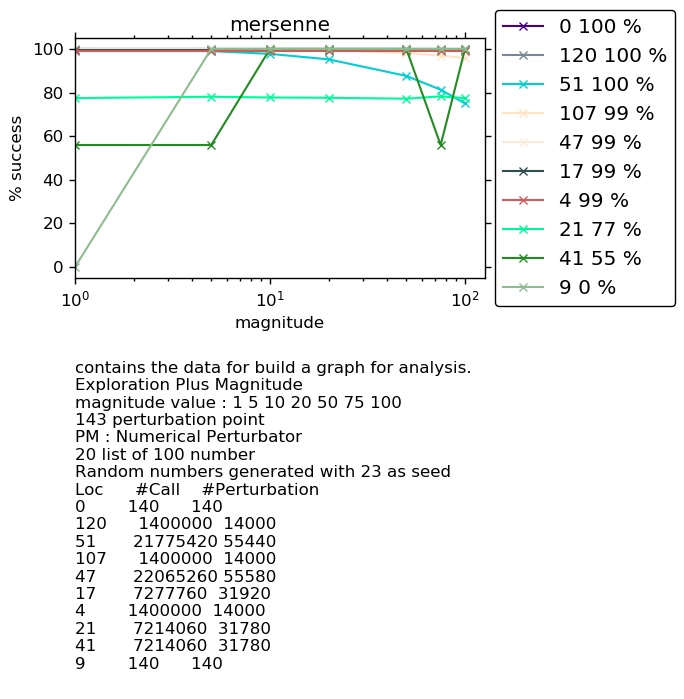 mersenne
100
80
60
40
20
0
% success
10^0
10^1
10^2
magnitude
0 100 %
120 100 %
51 100 %
107 99 %
47 99 %
17 99 %
4 99 %
21 77 %
41 55 %
9 0 %
contains the data for build a graph for analysis.
Exploration Plus Magnitude
magnitude value : 1 5 10 20 50 75 100
143 perturbation point
PM : Numerical Perturbator
20 list of 100 number
Random numbers generated with 23 as seed
Loc #Call #Perturbation
0 140 140
120 1400000 14000
51 21775420 55440
107 1400000 14000
47 22065260 55580
17 7277760 31920
4 1400000 14000
21 7214060 31780
41 7214060 31780
9 140 140